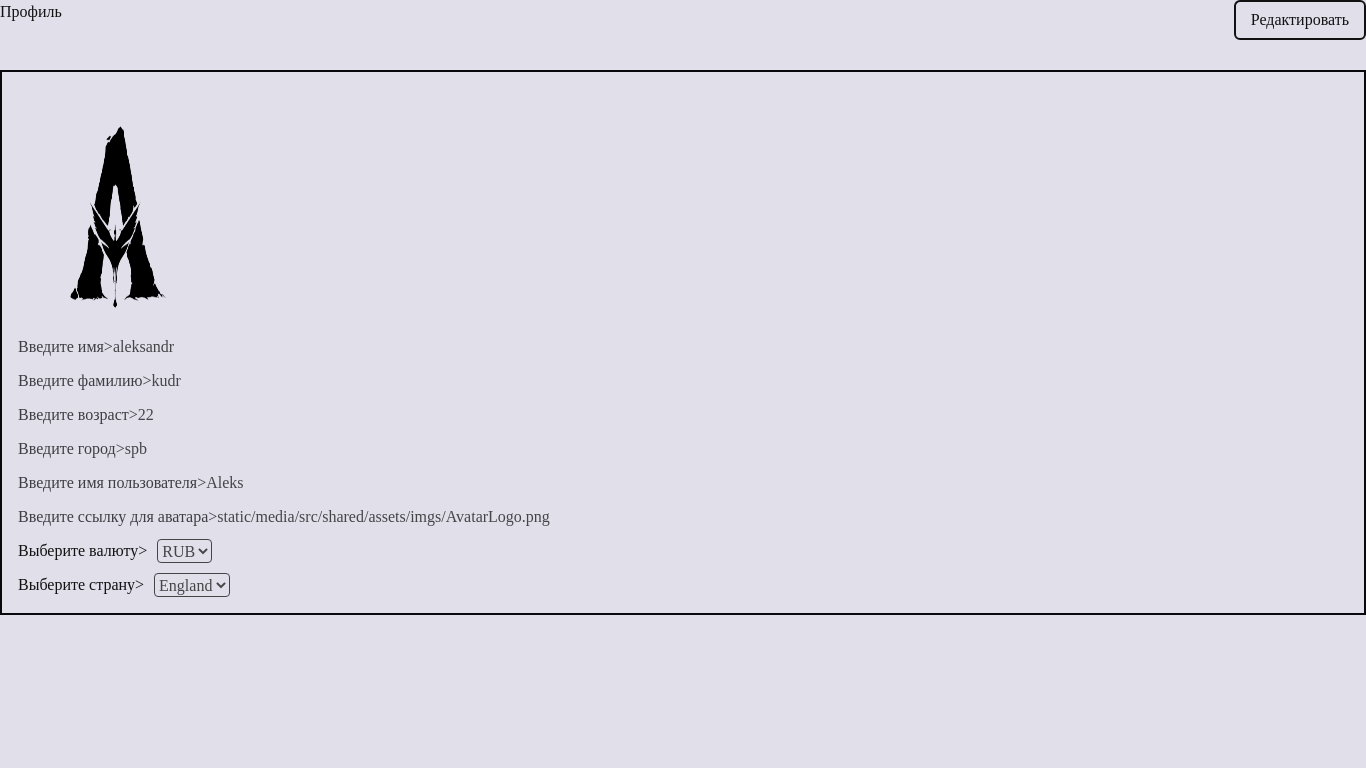 Профиль
Редактировать
Введите имя>aleksandr
Введите фамилию>kudr
Введите возраст>22
Введите город>spb
Введите имя пользователя>Aleks
Введите ссылку для аватара>static/media/src/shared/assets/imgs/AvatarLogo.png
Выберите валюту> RUB
Выберите страну> England